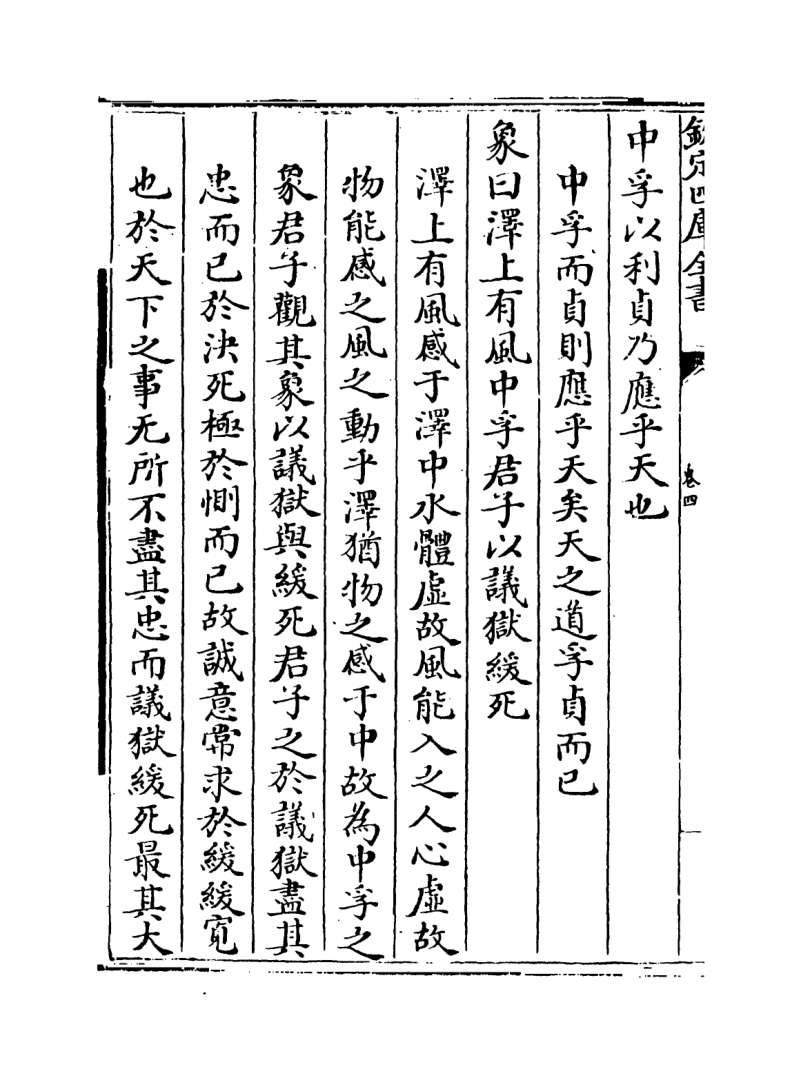 欽定四庫全書
卷四
中孚以利貞乃應乎天也
中孚而貞則應乎天矣天之道孚貞而已
象曰澤上有風中孚君子以議獄緩死
澤上有風感于澤中水體虛故風能入之人心虛故
物能感之風之動乎澤猶物之感于中故為中孚之
象君子觀其象以議獄與緩死君子之於議獄盡其
忠而已於決死極於惻而已故誠意常求於緩緩寬
也於天下之事无所不盡其忠而議獄緩死最其大